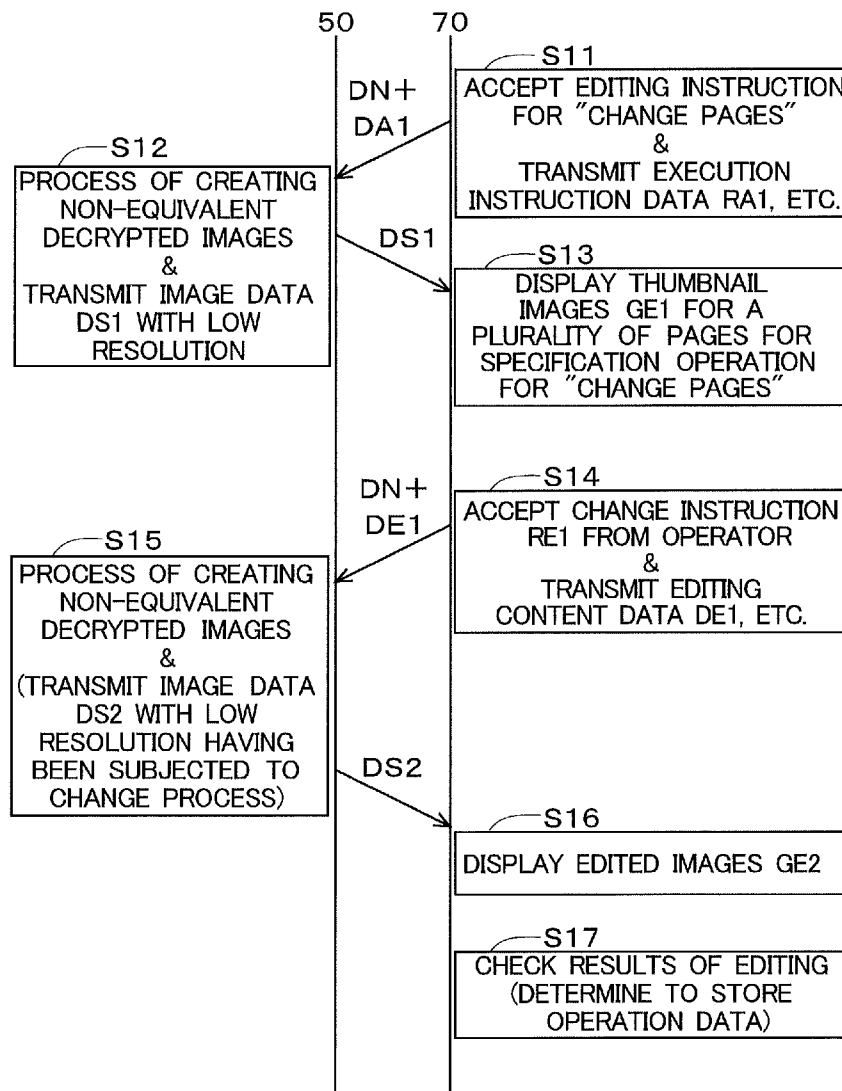 50
70
S11
ACCEPT EDITING INSTRUCTION
FOR "CHANGE PAGES"
&
TRANSMIT EXECUTION
INSTRUCTION DATA RA1, ETC.
DN+
DA1
S12
PROCESS OF CREATING
NON-EQUIVALENT
DECRYPTED IMAGES
&
TRANSMIT IMAGE DATA
DS1 WITH LOW
RESOLUTION
DS1
S13
DISPLAY THUMBNAIL
IMAGES GE1 FOR A
PLURALITY OF PAGES FOR
SPECIFICATION OPERATION
FOR "CHANGE PAGES"
S14
ACCEPT CHANGE INSTRUCTION
RE1 FROM OPERATOR
&
TRANSMIT EDITING
CONTENT DATA DE1, ETC.
DN+
DE1
S15
PROCESS OF CREATING
NON-EQUIVALENT
DECRYPTED IMAGES
&
(TRANSMIT IMAGE DATA
DS2 WITH LOW
RESOLUTION HAVING
BEEN SUBJECTED TO
CHANGE PROCESS)
DS2
S16
DISPLAY EDITED IMAGES GE2
S17
CHECK RESULTS OF EDITING
(DETERMINE TO STORE
OPERATION DATA)